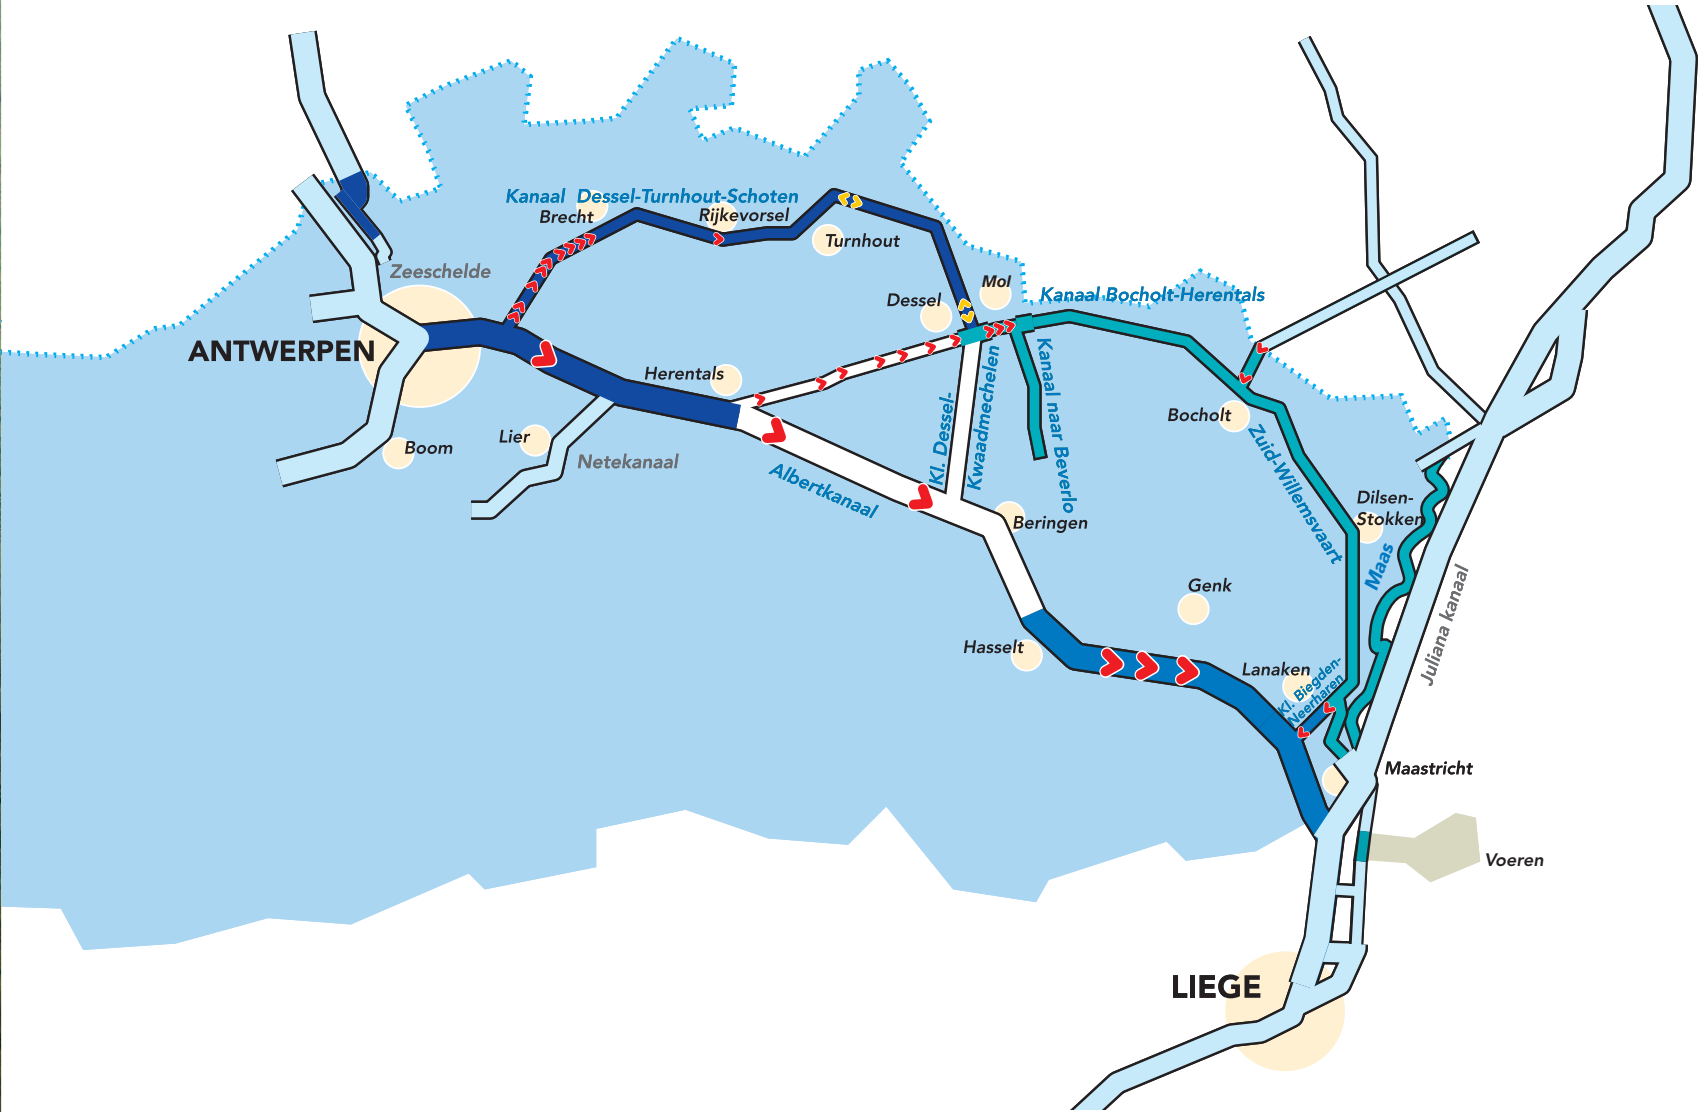 Kanaal Dessel-Turnhout-Schoten
Brecht
Rijkevorsel
Turnhout
Zeeschelde
Mol
Dessel
Kanaal Bocholt-Herentals
ANTWERPEN
Herentals
Kl. Dessel-
Kwaadmechelen
Kanaal naar Beverlo
Bocholt
Lier
Boom
Netekanaal
Albertkanaal
Zuid-Willemsvaart
Dilsen-
Stokken
Beringen
Maas
Genk
Juliana kanaal
Hasselt
Lanaken
Kl. Biegden-
Neerharen
Maastricht
Voeren
LIEGE